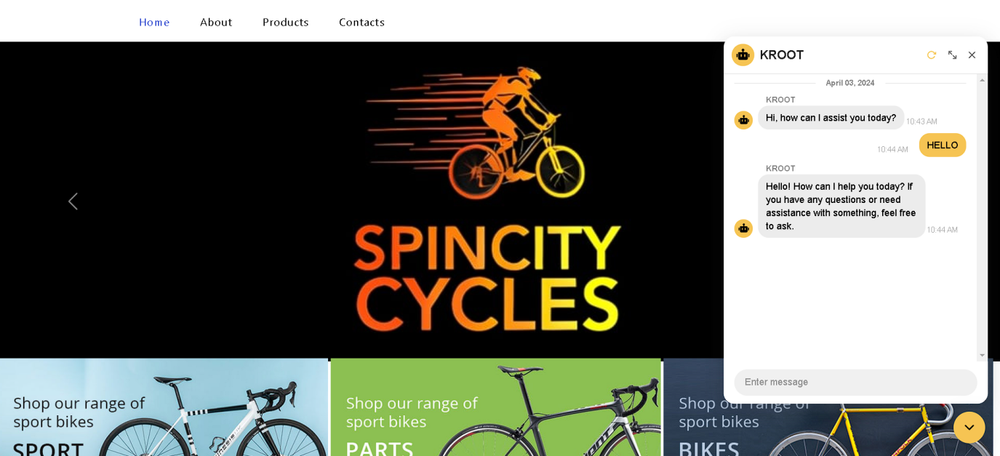 Home About Products Contacts
SPINCITY
CYCLES
Shop our range of
sport bikes
SPORT
Shop our range of
sport bikes
PARTS
Shop our range of
sport bikes
BIKES
KROOT
April 03, 2024
KROOT
Hi, how can I assist you today?
10:43 AM
HELLO
10:44 AM
KROOT
Hello! How can I help you today? If
you have any questions or need
assistance with something, feel free
to ask.
10:44 AM
Enter message